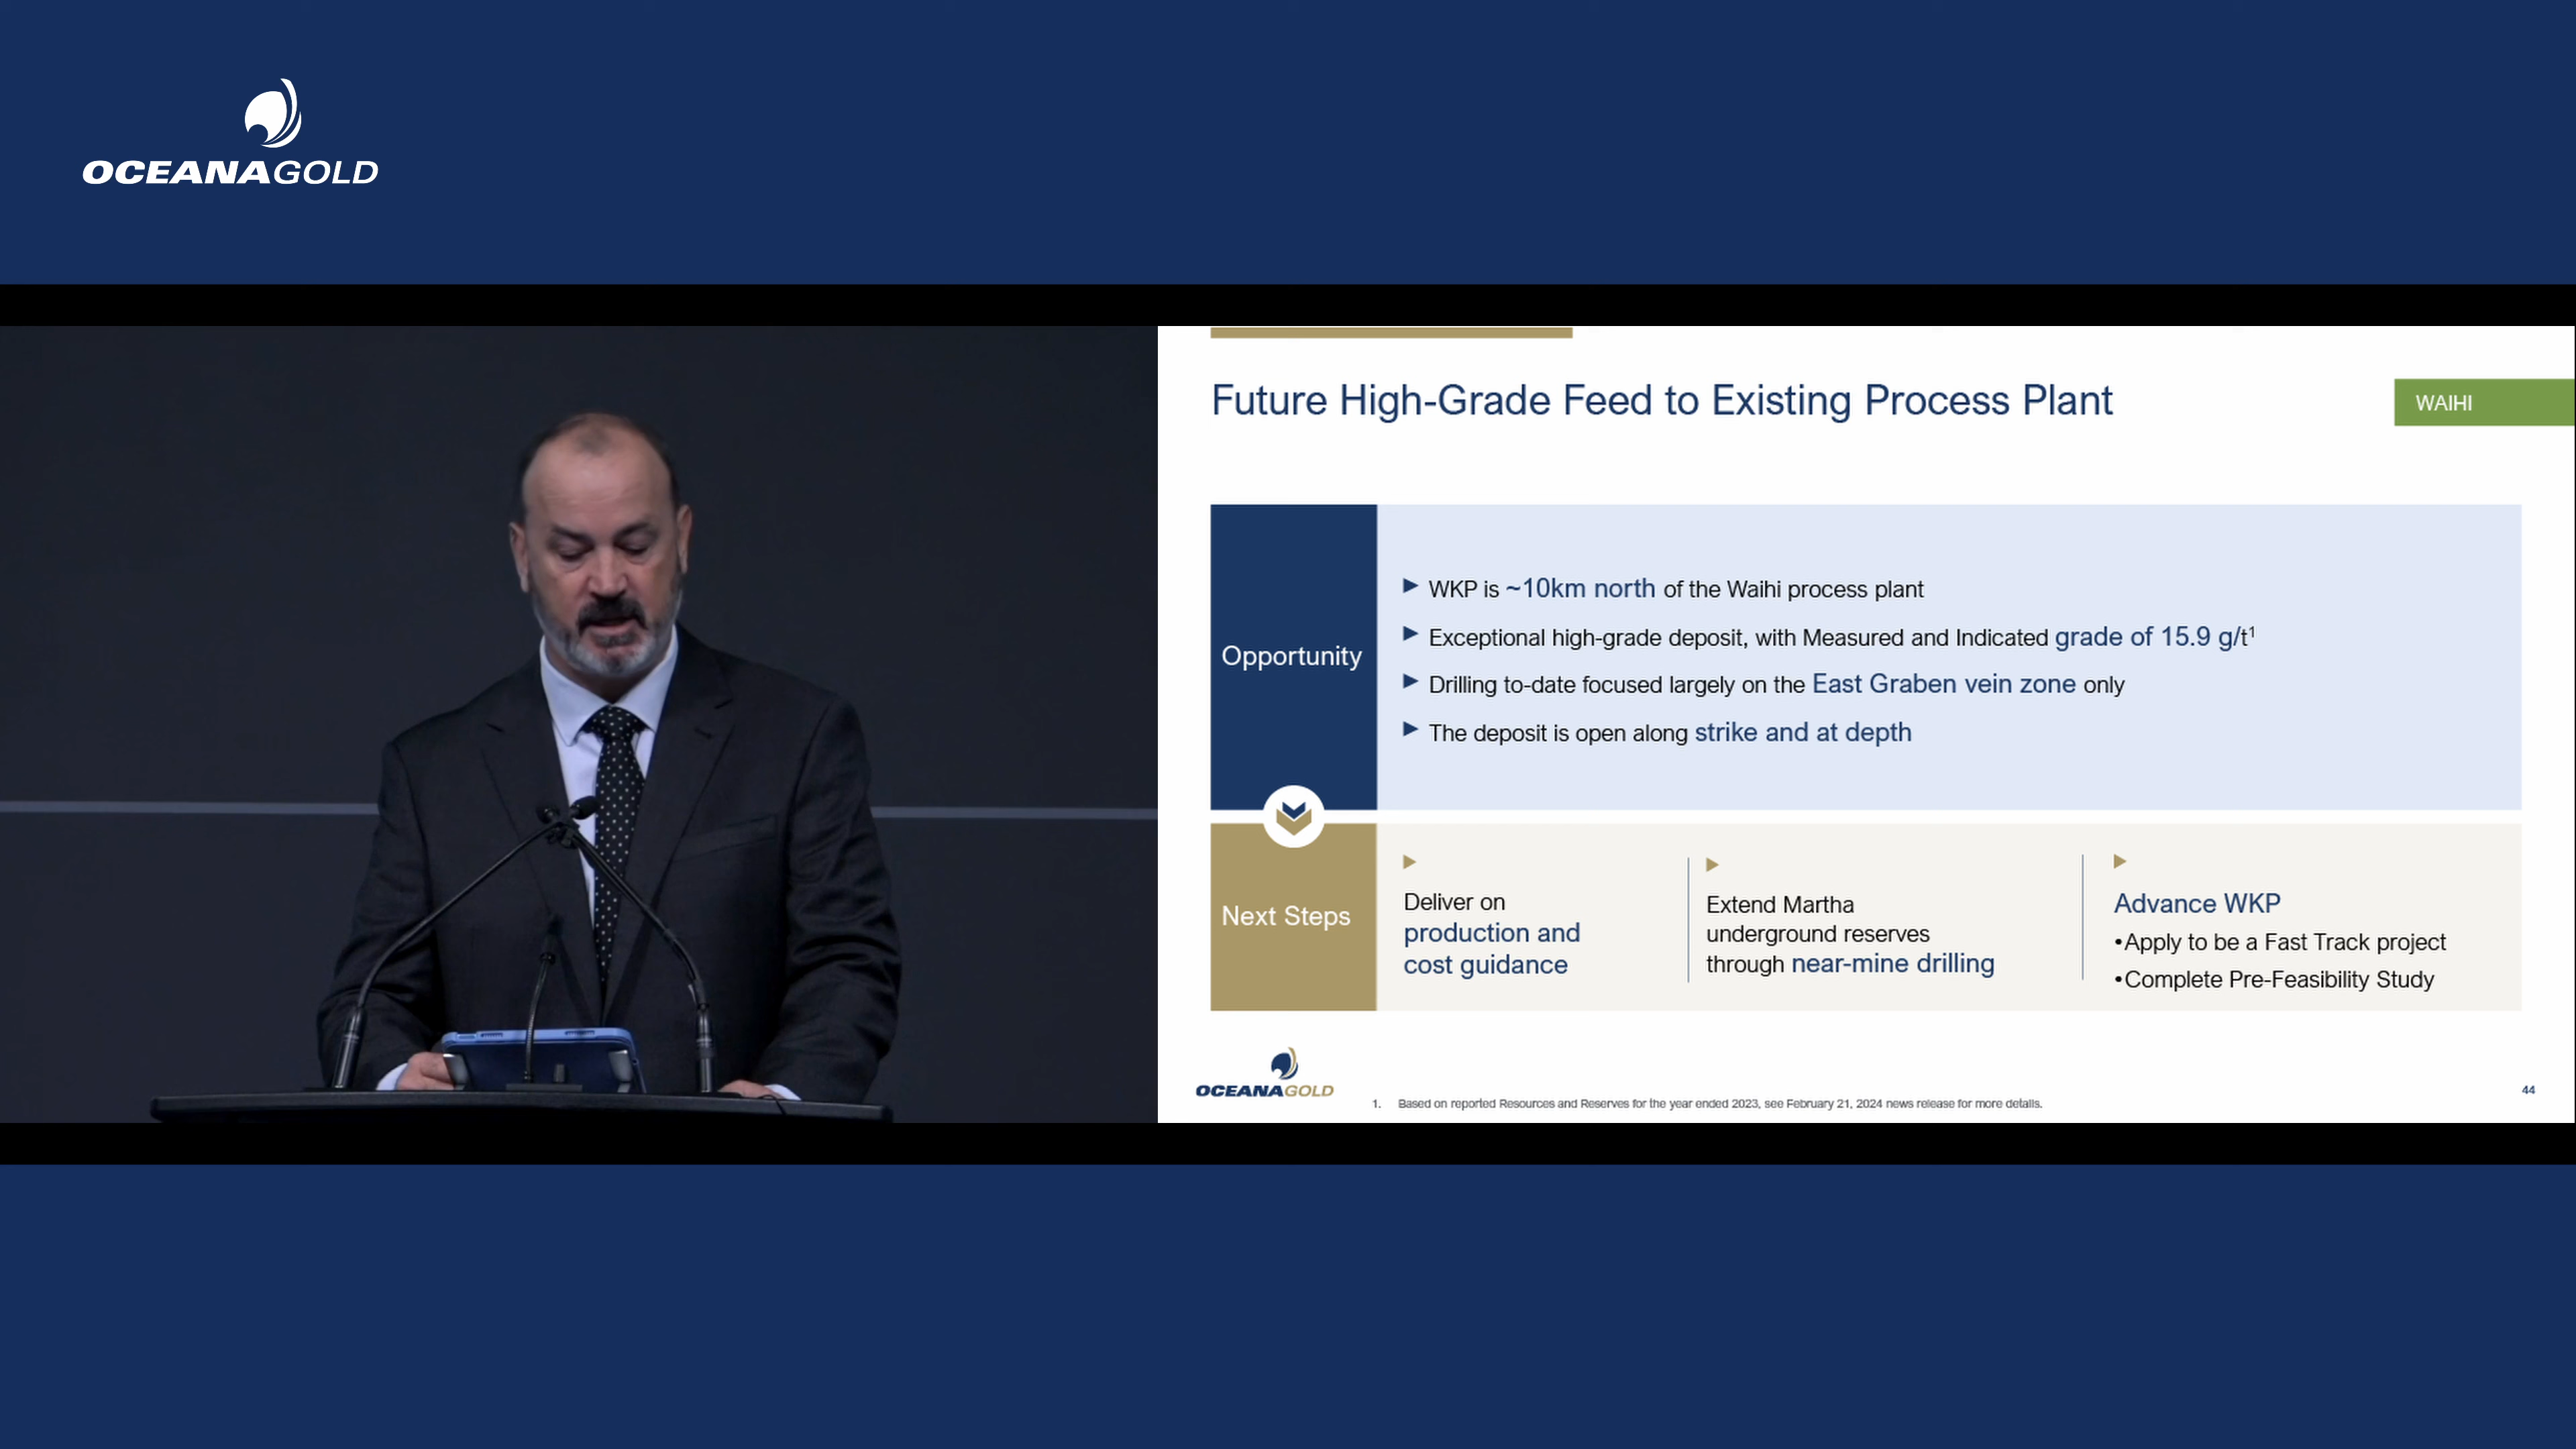 OCEANAGOLD
Future High-Grade Feed to Existing Process Plant
WAIHI
Opportunity
► WKP is ~10km north of the Waihi process plant
► Exceptional high-grade deposit, with Measured and Indicated grade of 15.9 g/t¹
► Drilling to-date focused largely on the East Graben vein zone only
► The deposit is open along strike and at depth
Next Steps
Deliver on
production and
cost guidance
Extend Martha
underground reserves
through near-mine drilling
Advance WKP
•Apply to be a Fast Track project
•Complete Pre-Feasibility Study
OCEANAGOLD
1. Based on reported Resources and Reserves for the year ended 2023, see February 21, 2024 news release for more details.
44